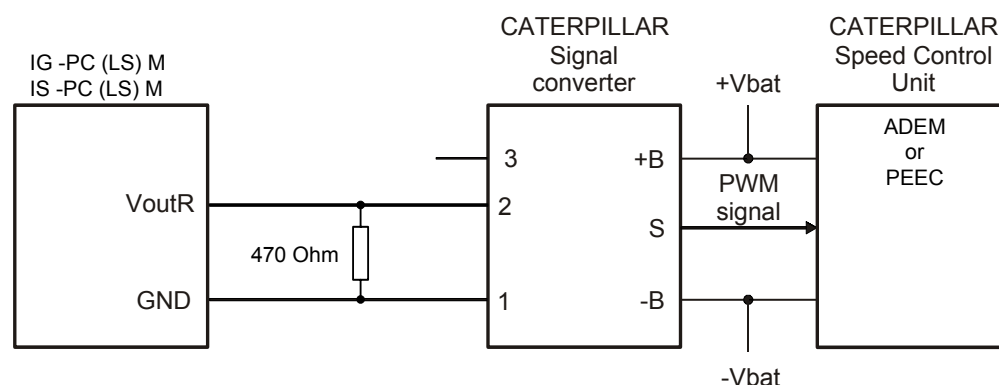 IG -PC (LS) M
IS -PC (LS) M
VoutR
GND
470 Ohm
CATERPILLAR
Signal
converter
3
2
1
+B
S
-B
+Vbat
PWM
signal
-Vbat
CATERPILLAR
Speed Control
Unit
ADEM
or
PEEC